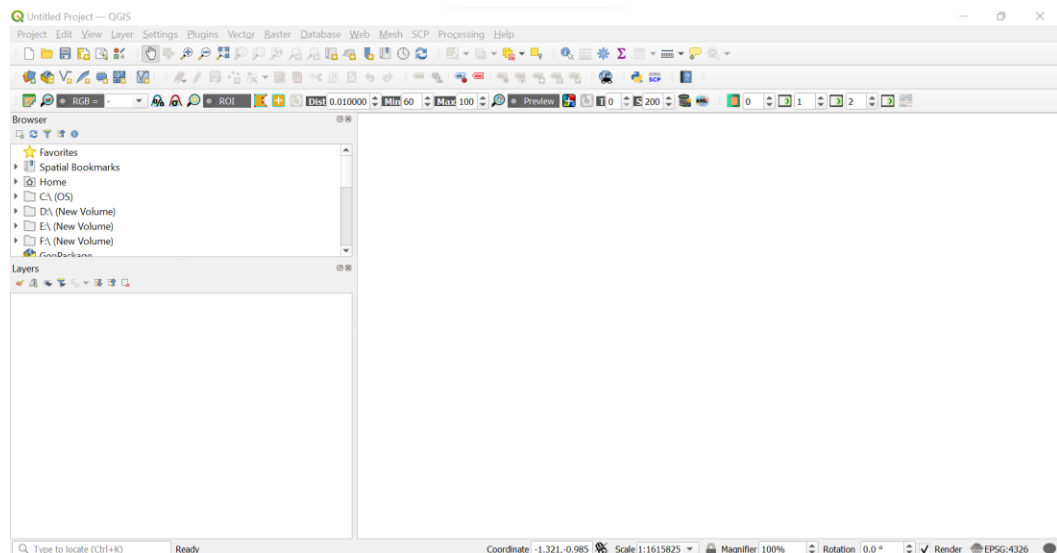 Untitled Project — QGIS
Project Edit View Layer Settings Plugins Vector Raster Database Web Mesh SCP Processing Help
SCP
RGB = - ROI Dist 0.010000 Min 60 Max 100 Preview T 0 S 200 0 1 2
Browser
Favorites
Spatial Bookmarks
Home
C:\ (OS)
D:\ (New Volume)
E:\ (New Volume)
F:\ (New Volume)
GeoPackage
Layers
Type to locate (Ctrl+K) Ready Coordinate -1.321,-0.985 Scale 1:1615825 Magnifier 100% Rotation 0.0 ° Render EPSG:4326